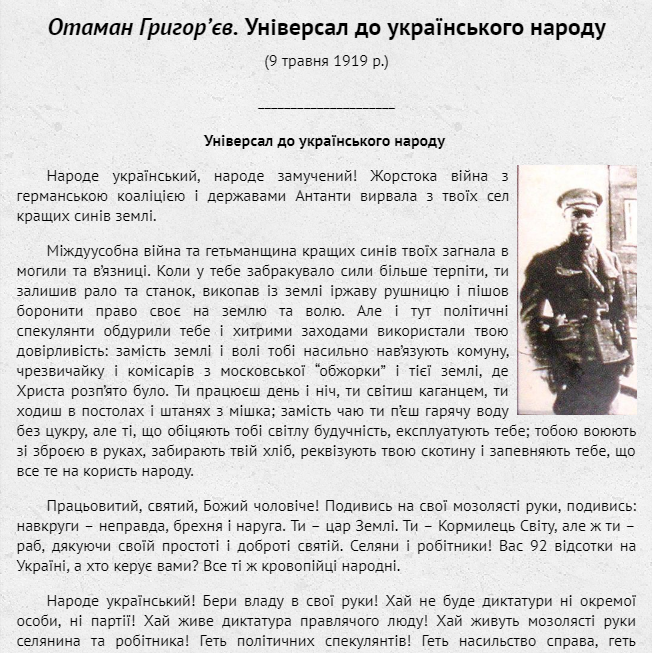 Отаман Григор’єв. Універсал до українського народу
(9 травня 1919 р.)
_____________________
Універсал до українського народу
Народе український, народе замучений! Жорстока війна з
германською коаліцією і державами Антанти вирвала з твоїх сел
кращих синів землі.
Міждуусобна війна та гетьманщина кращих синів твоїх загнала в
могили та в’язниці. Коли у тебе забракувало сили більше терпіти, ти
залишив рало та станок, викопав із землі іржаву рушницю і пішов
боронити право своє на землю та волю. Але і тут політичні
спекулянти обдурили тебе і хитрими заходами використали твою
довірливість: замість землі і волі тобі насильно нав’язують комуну,
чрезвичайку і комісарів з московської “обжорки” і тієї землі, де
Христа розп’ято було. Ти працюєш день і ніч, ти світиш каганцем, ти
ходиш в постолах і штанях з мішка; замість чаю ти п’єш гарячу воду
без цукру, але ті, що обіцяють тобі світлу будучність, експлуатують тебе; тобою воюють
зі зброєю в руках, забирають твій хліб, реквізують твою скотину і запевняють тебе, що
все те на користь народу.
Працьовитий, святий, Божий чоловіче! Подивись на свої мозолясті руки, подивись:
навкруги – неправда, брехня і наруга. Ти – цар Землі. Ти – Кормилець Світу, але ж ти –
раб, дякуючи своїй простоті і доброті святій. Селяни і робітники! Вас 92 відсотки на
Україні, а хто керує вами? Все ті ж кровопійці народні.
Народе український! Бери владу в свої руки! Хай не буде диктатури ні окремої
особи, ні партії! Хай живе диктатура правлячого люду! Хай живуть мозолясті руки
селянина та робітника! Геть політичних спекулянтів! Геть насильство справа, геть